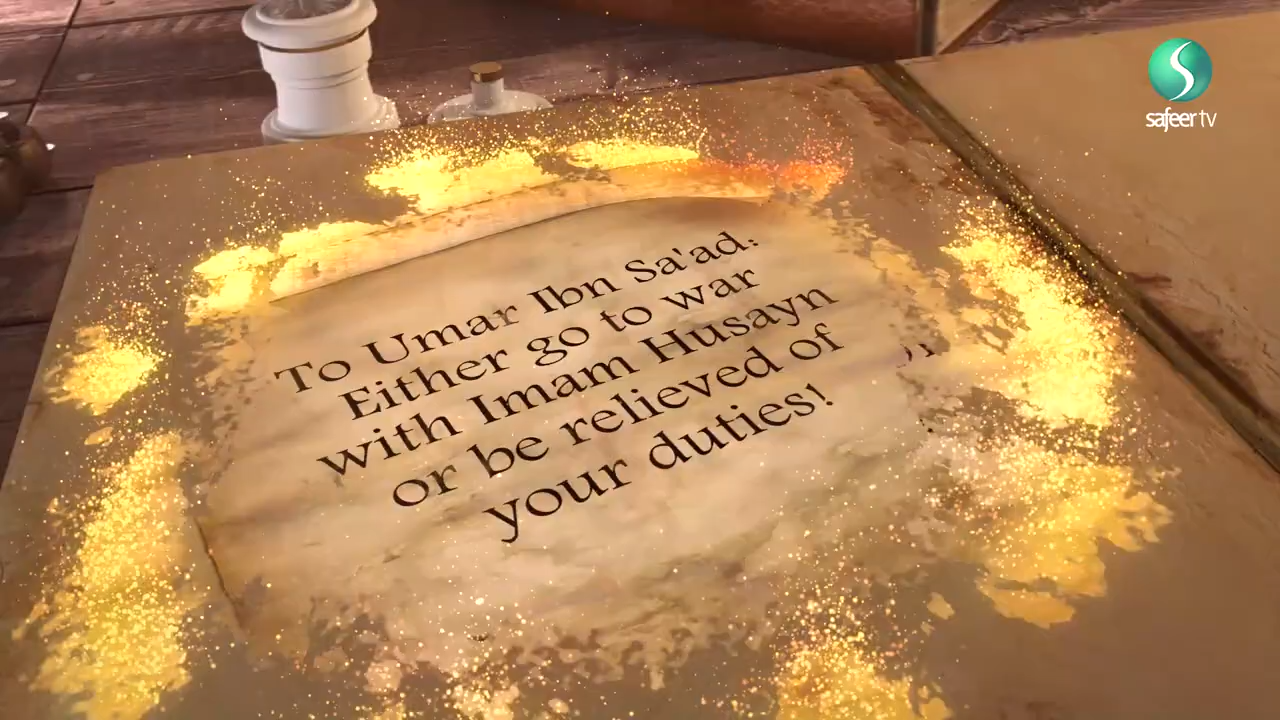 safeer tv
To Umar Ibn Sa'ad:
Either go to war
with Imam Husayn
or be relieved of
your duties!